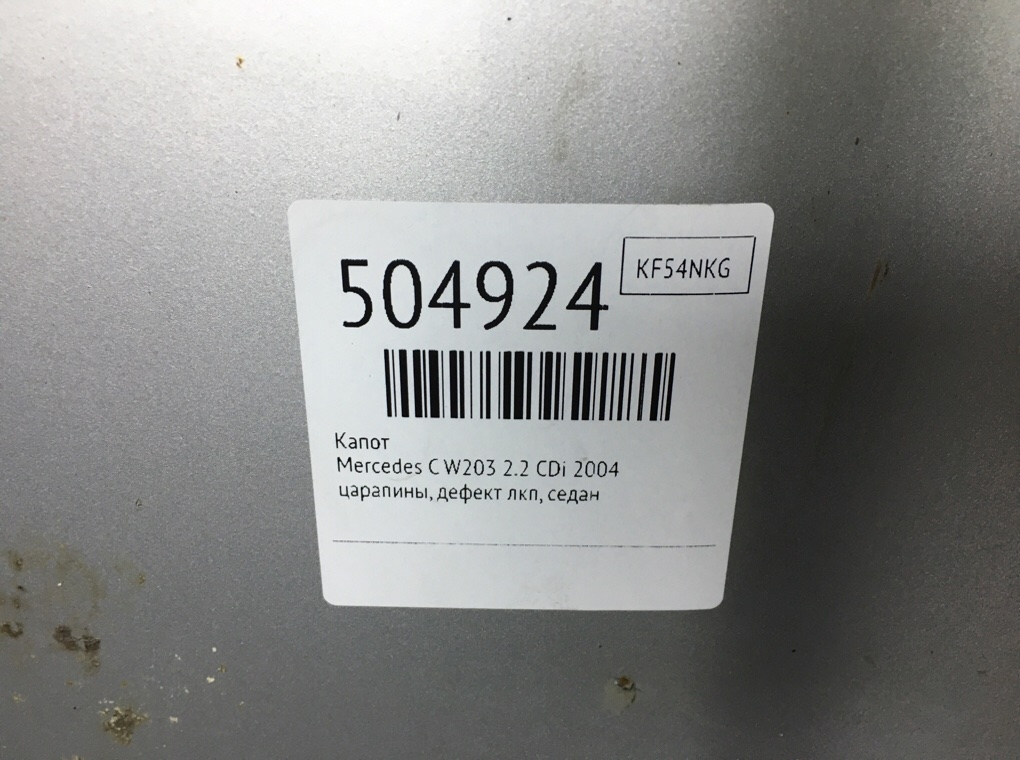 504924
KF54NKG
Капот
Mercedes C W203 2.2 CDi 2004
царапины, дефект лкп, седан